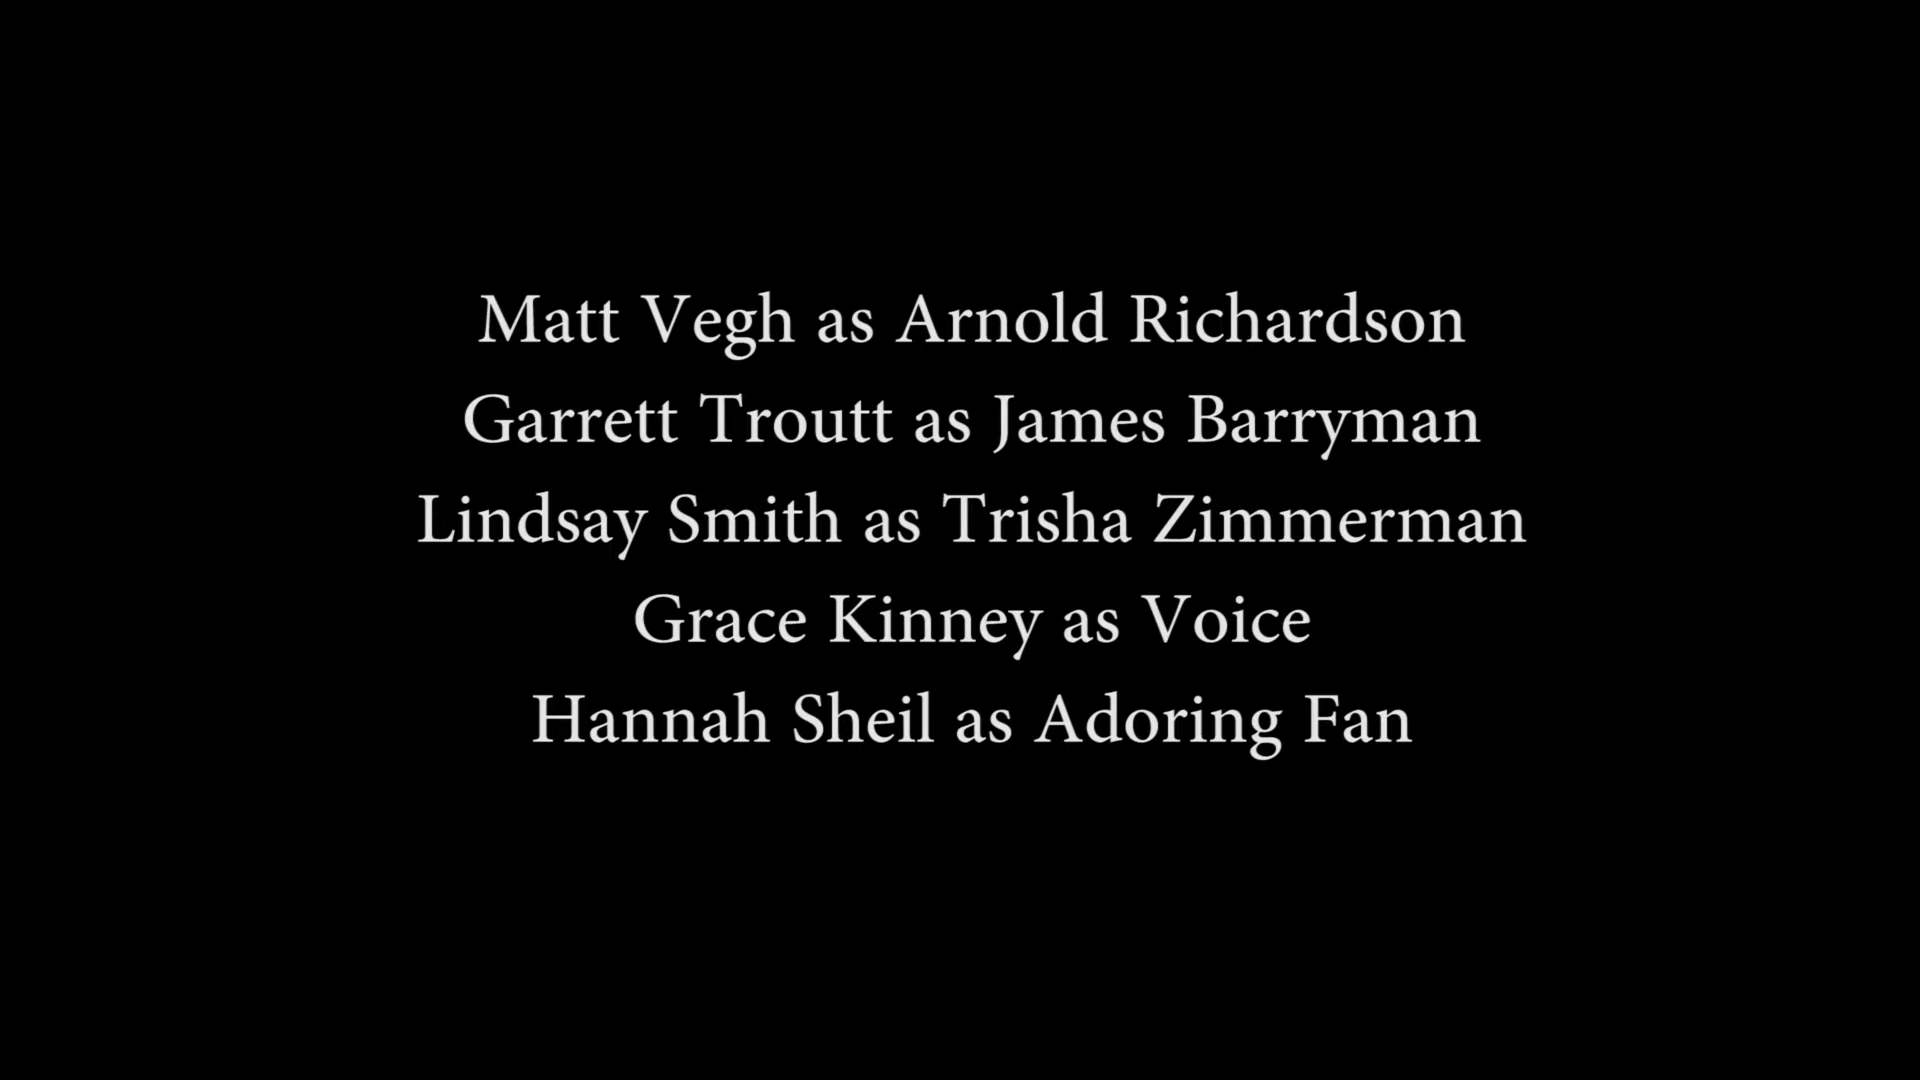 Matt Vegh as Arnold Richardson
Garrett Troutt as James Barryman
Lindsay Smith as Trisha Zimmerman
Grace Kinney as Voice
Hannah Sheil as Adoring Fan